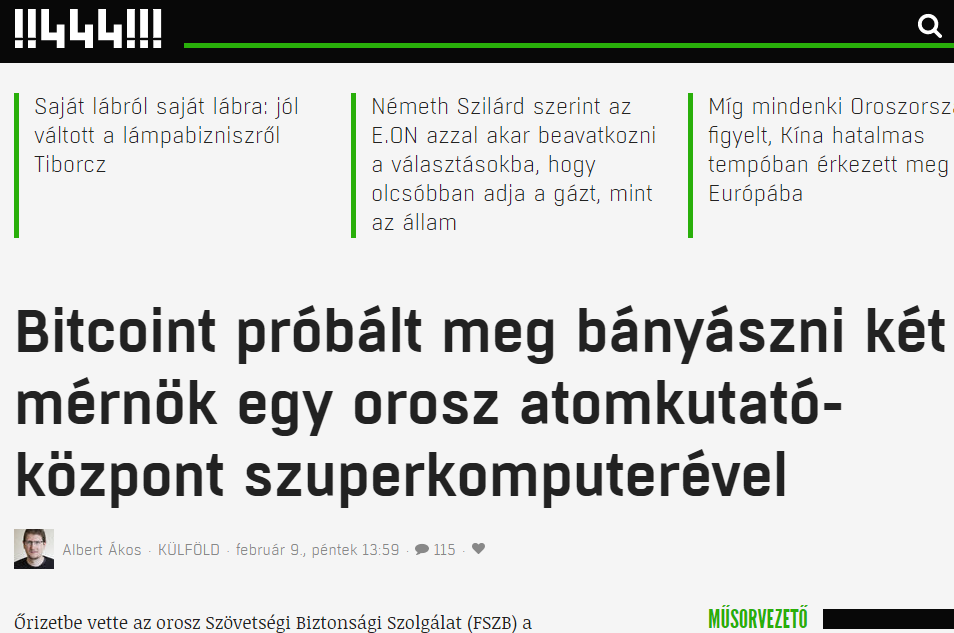 !!444!!!
Saját lábról saját lábra: jól
váltott a lámpabizniszről
Tiborcz
Németh Szilárd szerint az
E.ON azzal akar beavatkozni
a választásokba, hogy
olcsóbban adja a gázt, mint
az állam
Míg mindenki
figyelt, Kína hatalmas
tempóban érkezett meg
Európába
Bitcoint próbált meg bányászni két
mérnök egy orosz atomkutató-
központ szuperkomputerével
Albert Ákos · KÜLFÖLD · február 9., péntek 13:59 · 115 ·
Őrizetbe vette az orosz Szövetségi Biztonsági Szolgálat (FSZB) a
MŰSORVEZETŐ